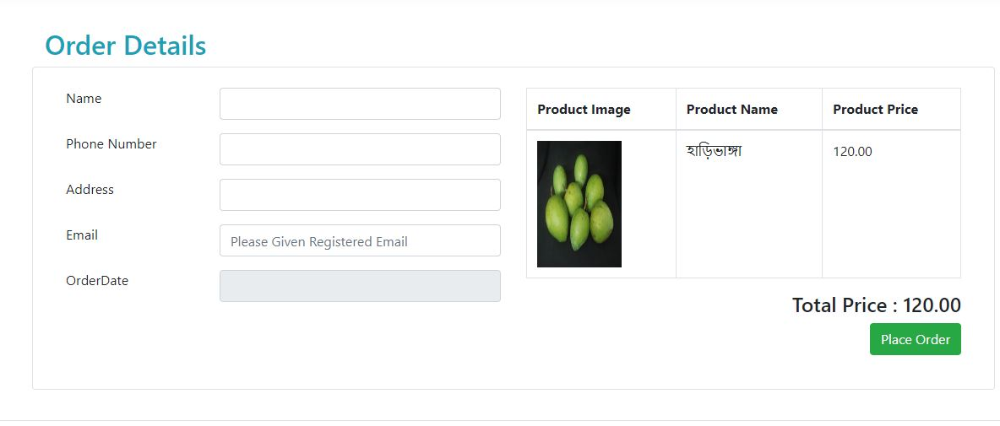 Order Details
Name
Phone Number
Address
Email
Please Given Registered Email
OrderDate
Product Image
Product Name
Product Price
হাড়িভাঙ্গা
120.00
Total Price : 120.00
Place Order